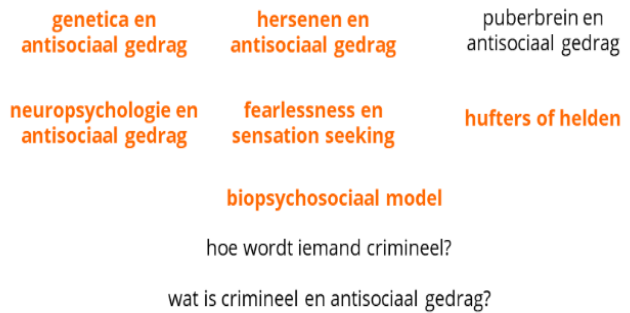 genetica en
antisociaal gedrag
hersenen en
antisociaal gedrag
puberbrein en
antisociaal gedrag
neuropsychologie en
antisociaal gedrag
fearlessness en
sensation seeking
hufters of helden
biopsychosociaal model
hoe wordt iemand crimineel?
wat is crimineel en antisociaal gedrag?